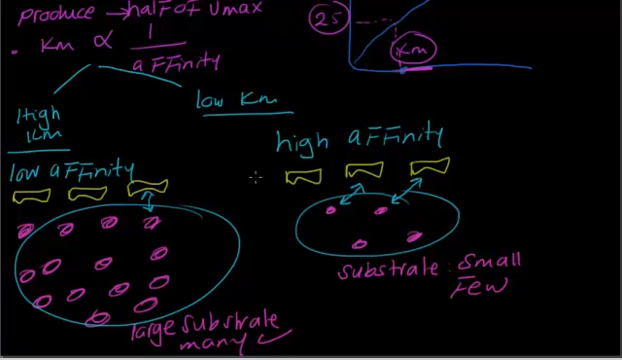 produce → half of Vmax
• Km ∝ 1 / affinity
25
Km
High Km
low Km
low affinity
high affinity
large substrate
many
substrate : small
Few